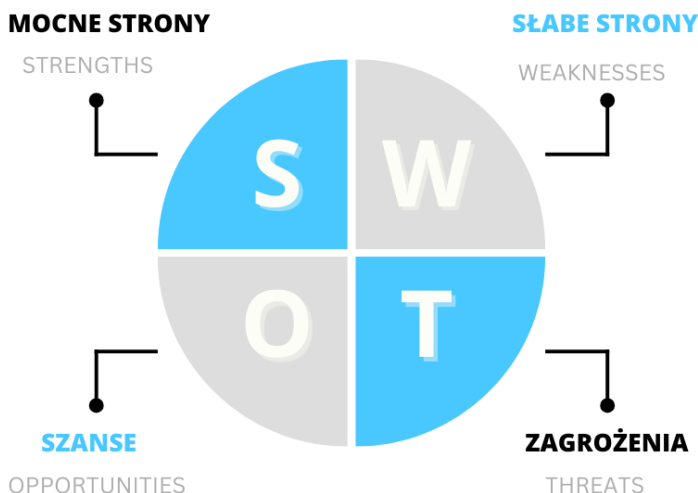 MOCNE STRONY
STRENGTHS
SŁABE STRONY
WEAKNESSES
S
W
O
T
SZANSE
OPPORTUNITIES
ZAGROŻENIA
THREATS